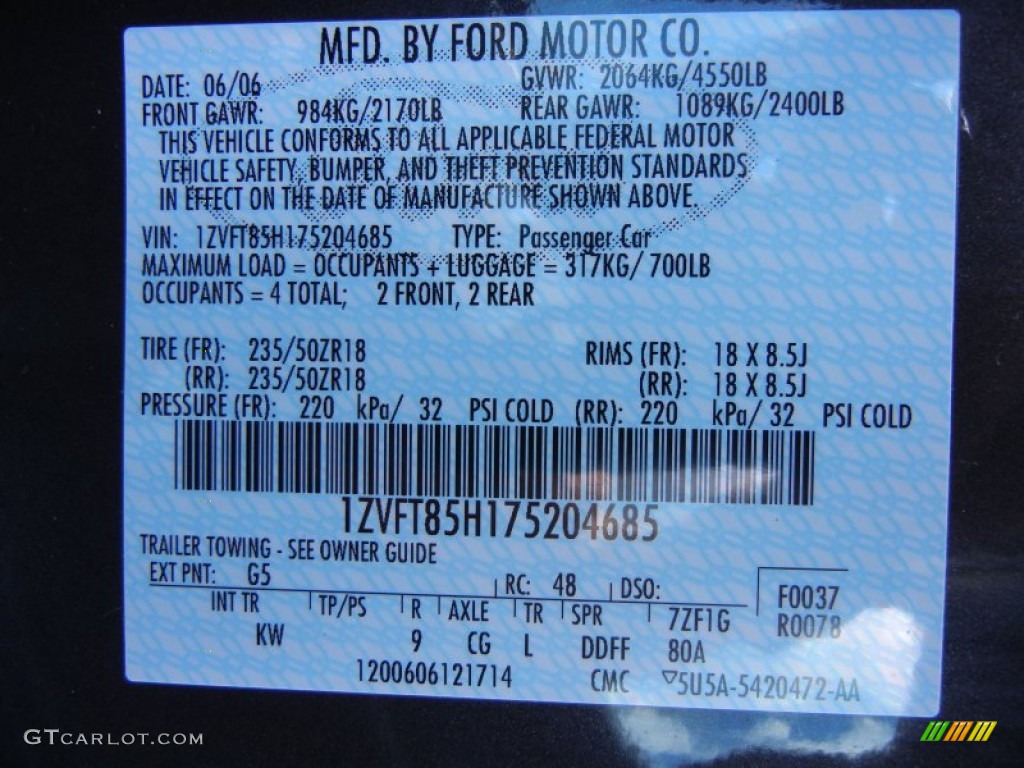 MFD. BY FORD MOTOR CO.
DATE: 06/06 GVWR: 2064KG/4550LB
FRONT GAWR: 984KG/2170LB REAR GAWR: 1089KG/2400LB
THIS VEHICLE CONFORMS TO ALL APPLICABLE FEDERAL MOTOR
VEHICLE SAFETY, BUMPER, AND THEFT PREVENTION STANDARDS
IN EFFECT ON THE DATE OF MANUFACTURE SHOWN ABOVE.
VIN: 1ZVFT85H175204685 TYPE: Passenger Car
MAXIMUM LOAD = OCCUPANTS + LUGGAGE = 317KG/ 700LB
OCCUPANTS = 4 TOTAL; 2 FRONT, 2 REAR
TIRE (FR): 235/50ZR18 RIMS (FR): 18 X 8.5J
(RR): 235/50ZR18 (RR): 18 X 8.5J
PRESSURE (FR): 220 kPa/ 32 PSI COLD (RR): 220 kPa/ 32 PSI COLD
1ZVFT85H175204685
TRAILER TOWING - SEE OWNER GUIDE
EXT PNT: G5 RC: 48 DSO: F0037
INT TR TP/PS R AXLE TR SPR 7ZF1G R0078
KW 9 CG L DDFF 80A
1200606121714 CMC ▽5U5A-5420472-AA
GTCARLOT.COM